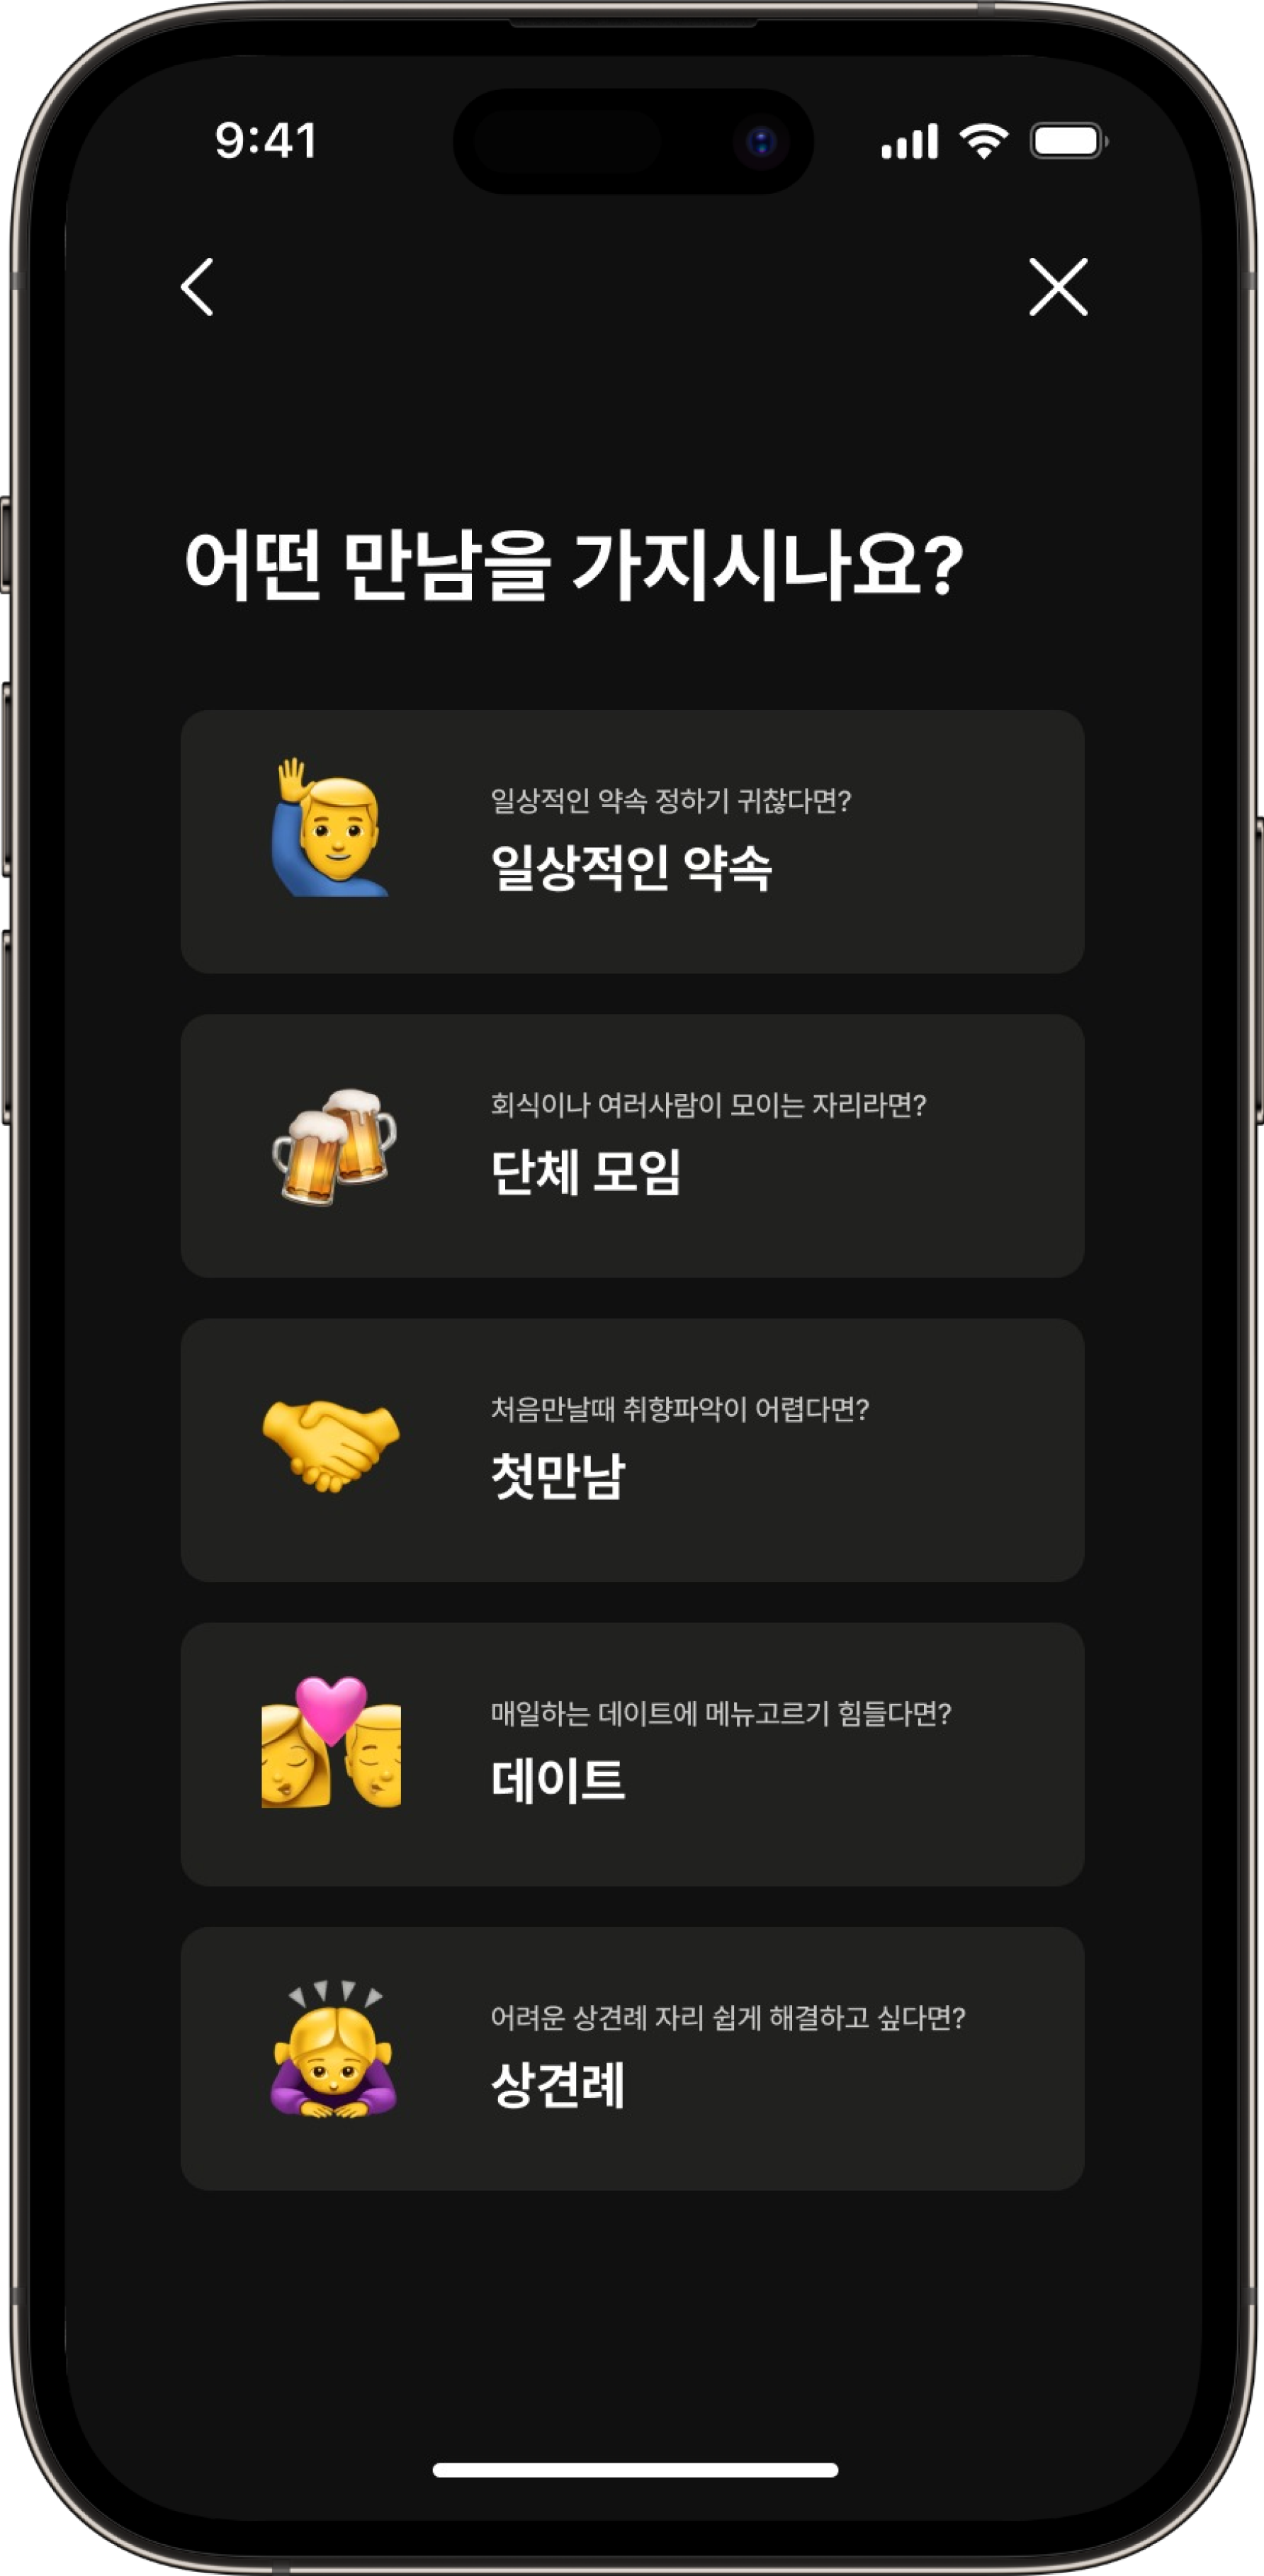 9:41
어떤 만남을 가지시나요?
일상적인 약속 정하기 귀찮다면?
일상적인 약속
회식이나 여러사람이 모이는 자리라면?
단체 모임
처음만날때 취향파악이 어렵다면?
첫만남
매일하는 데이트에 메뉴고르기 힘들다면?
데이트
어려운 상견례 자리 쉽게 해결하고 싶다면?
상견례